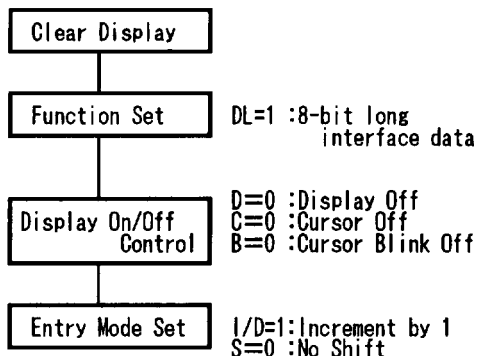 Clear Display
Function Set
DL=1 :8-bit long
interface data
Display On/Off
Control
D=0 :Display Off
C=0 :Cursor Off
B=0 :Cursor Blink Off
Entry Mode Set
I/D=1:Increment by 1
S=0 :No Shift